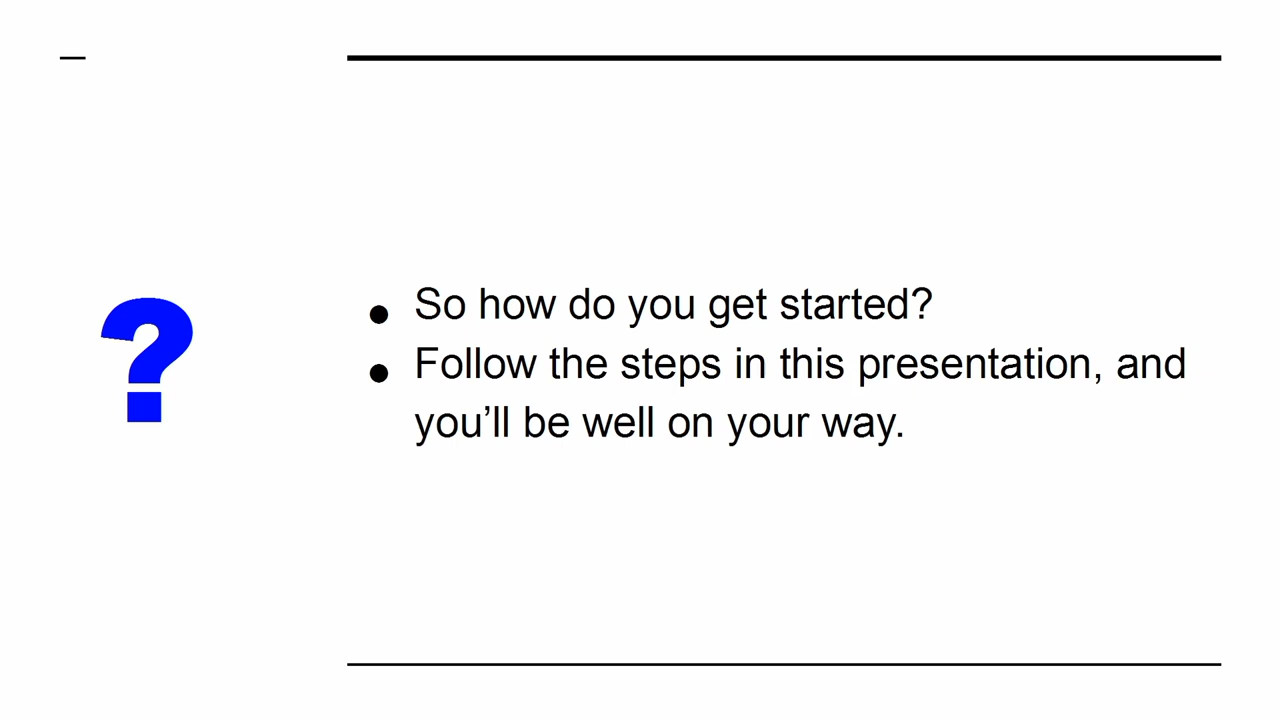 ?
● So how do you get started?
● Follow the steps in this presentation, and
you’ll be well on your way.